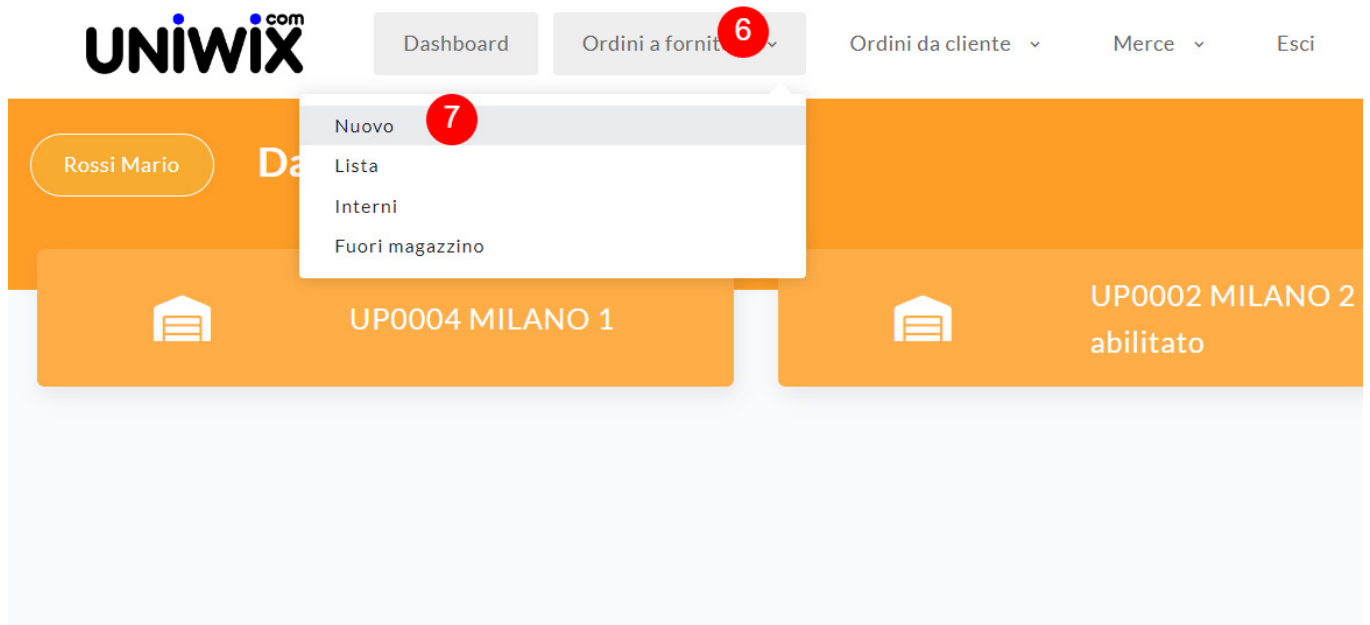 UNiWiX com
Dashboard
Ordini a fornit
6
Ordini da cliente
Merce
Esci
Nuovo
7
Lista
Interni
Fuori magazzino
Rossi Mario
Da
UP0004 MILANO 1
UP0002 MILANO 2
abilitato